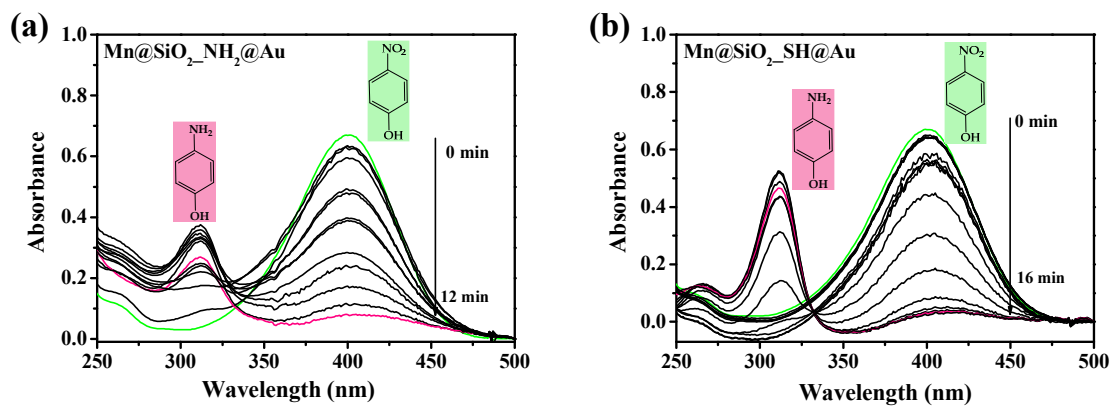 (a)
Mn@SiO₂_NH₂@Au
NO₂
OH
NH₂
OH
0 min
12 min
Absorbance
1.0
0.8
0.6
0.4
0.2
0.0
250 300 350 400 450 500
Wavelength (nm)
(b)
Mn@SiO₂_SH@Au
NO₂
OH
NH₂
OH
0 min
16 min
Absorbance
1.0
0.8
0.6
0.4
0.2
0.0
250 300 350 400 450 500
Wavelength (nm)